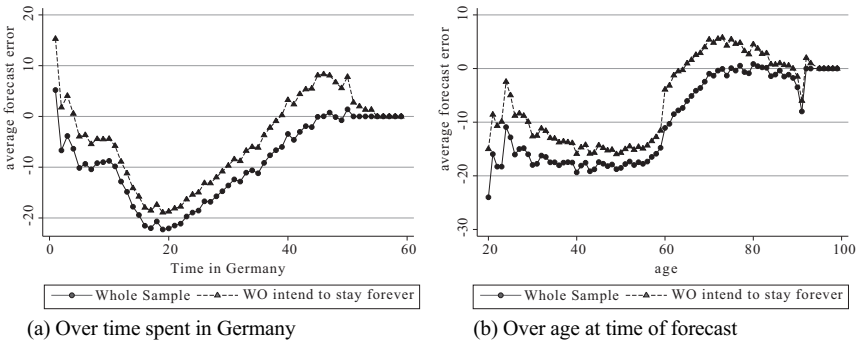 20
10
0
-10
-20
average forecast error
0
20
40
60
Time in Germany
Whole Sample
WO intend to stay forever
(a) Over time spent in Germany
10
0
-10
-20
-30
average forecast error
20
40
60
80
100
age
Whole Sample
WO intend to stay forever
(b) Over age at time of forecast